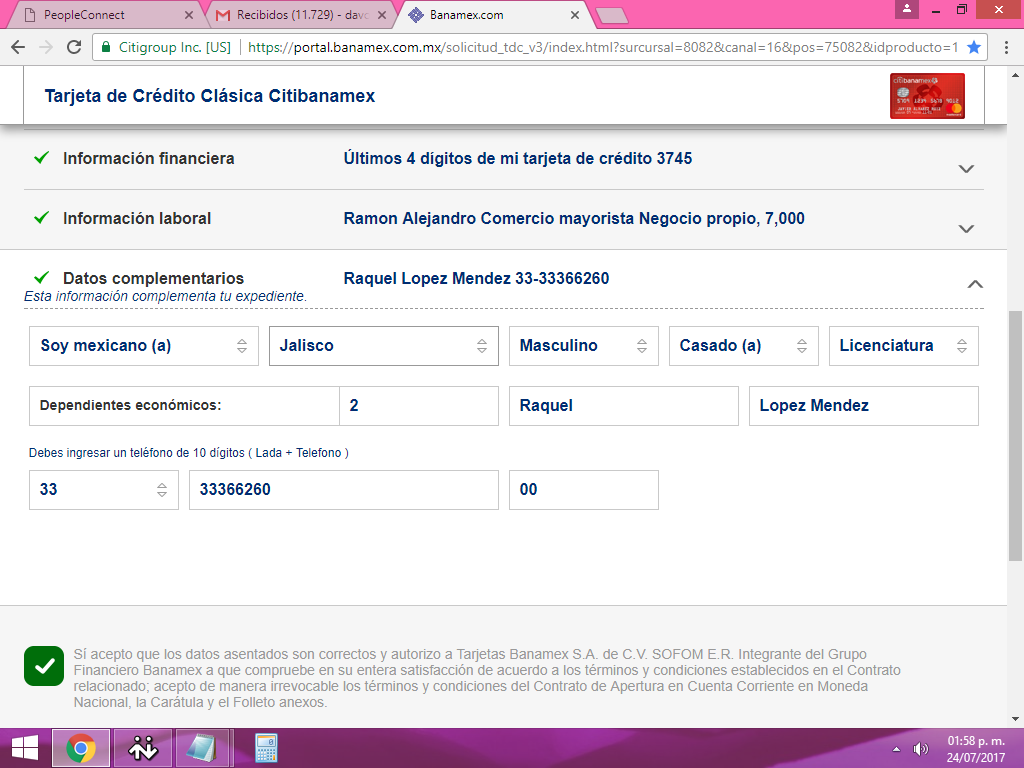 PeopleConnect
Recibidos (11.729) - davo
Banamex.com
Citigroup Inc. [US] https://portal.banamex.com.mx/solicitud_tdc_v3/index.html?sursursal=8082&canal=16&pos=75082&idproducto=1
Tarjeta de Crédito Clásica Citibanamex
citibanamex
Información financiera Últimos 4 dígitos de mi tarjeta de crédito 3745
Información laboral Ramon Alejandro Comercio mayorista Negocio propio, 7,000
Datos complementarios Raquel Lopez Mendez 33-33366260
Esta información complementa tu expediente.
Soy mexicano (a) Jalisco Masculino Casado (a) Licenciatura
Dependientes económicos: 2 Raquel Lopez Mendez
Debes ingresar un teléfono de 10 dígitos ( Lada + Telefono )
33 33366260 00
Sí acepto que los datos asentados son correctos y autorizo a Tarjetas Banamex S.A. de C.V. SOFOM E.R. Integrante del Grupo
Financiero Banamex a que compruebe en su entera satisfacción de acuerdo a los términos y condiciones establecidos en el Contrato
relacionado; acepto de manera irrevocable los términos y condiciones del Contrato de Apertura en Cuenta Corriente en Moneda
Nacional, la Carátula y el Folleto anexos.
01:58 p. m.
24/07/2017